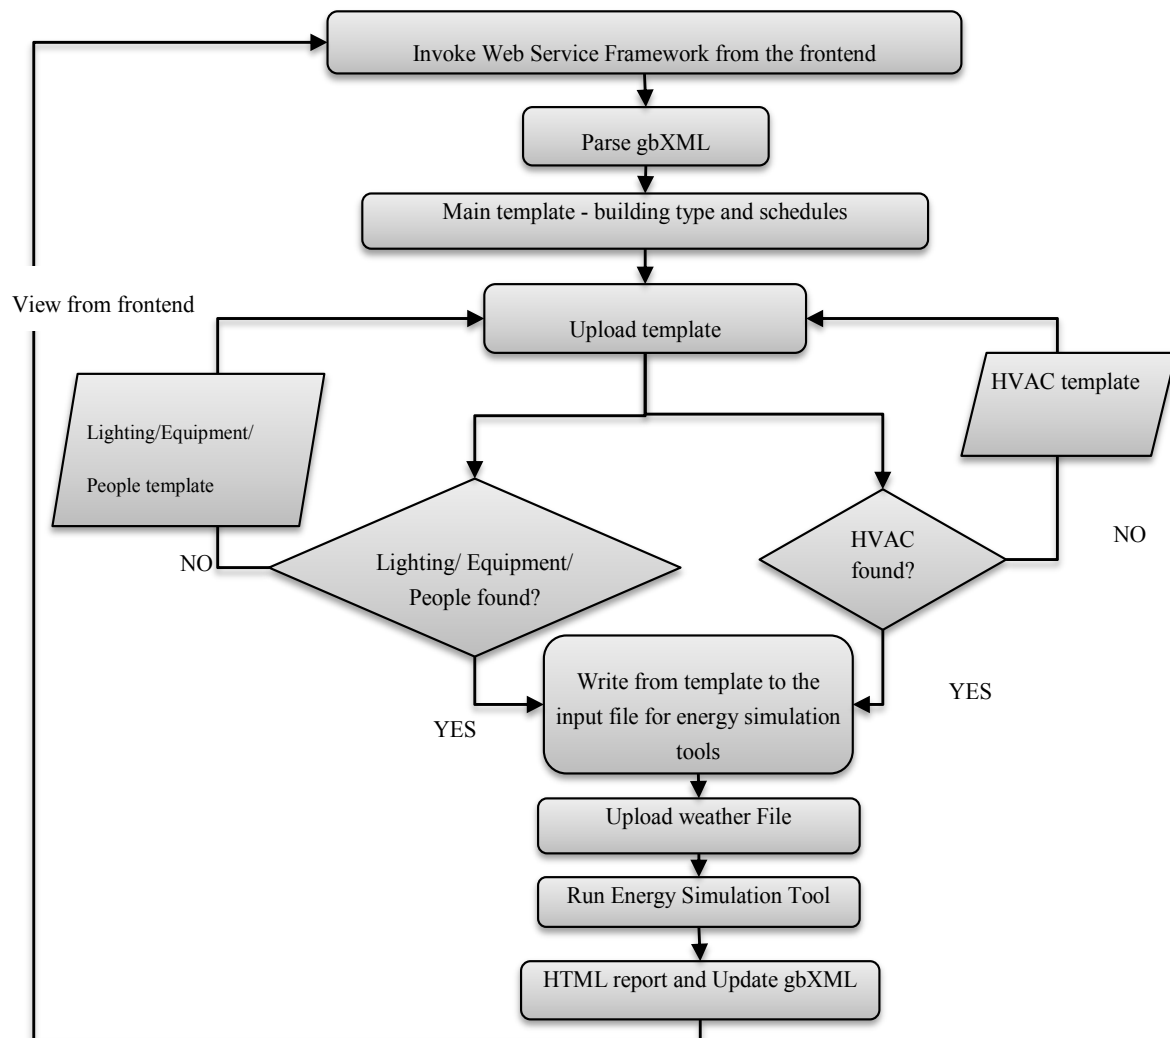 Invoke Web Service Framework from the frontend
Parse gbXML
Main template - building type and schedules
View from frontend
Upload template
HVAC template
Lighting/Equipment/
People template
NO
NO
Lighting/ Equipment/
People found?
HVAC
found?
YES
YES
Write from template to the
input file for energy simulation
tools
Upload weather File
Run Energy Simulation Tool
HTML report and Update gbXML